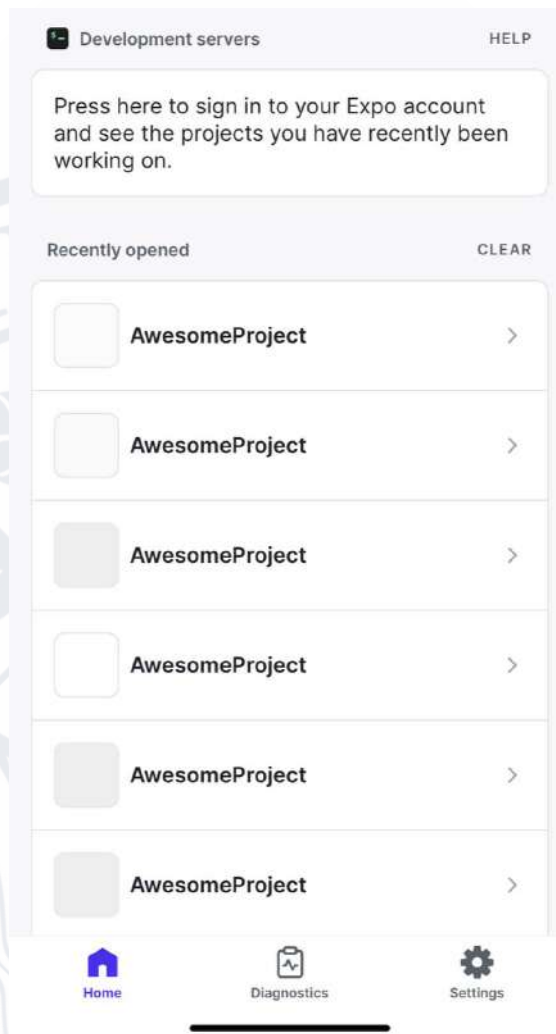 Development servers
HELP
Press here to sign in to your Expo account
and see the projects you have recently been
working on.
Recently opened
CLEAR
AwesomeProject
AwesomeProject
AwesomeProject
AwesomeProject
AwesomeProject
AwesomeProject
Home
Diagnostics
Settings